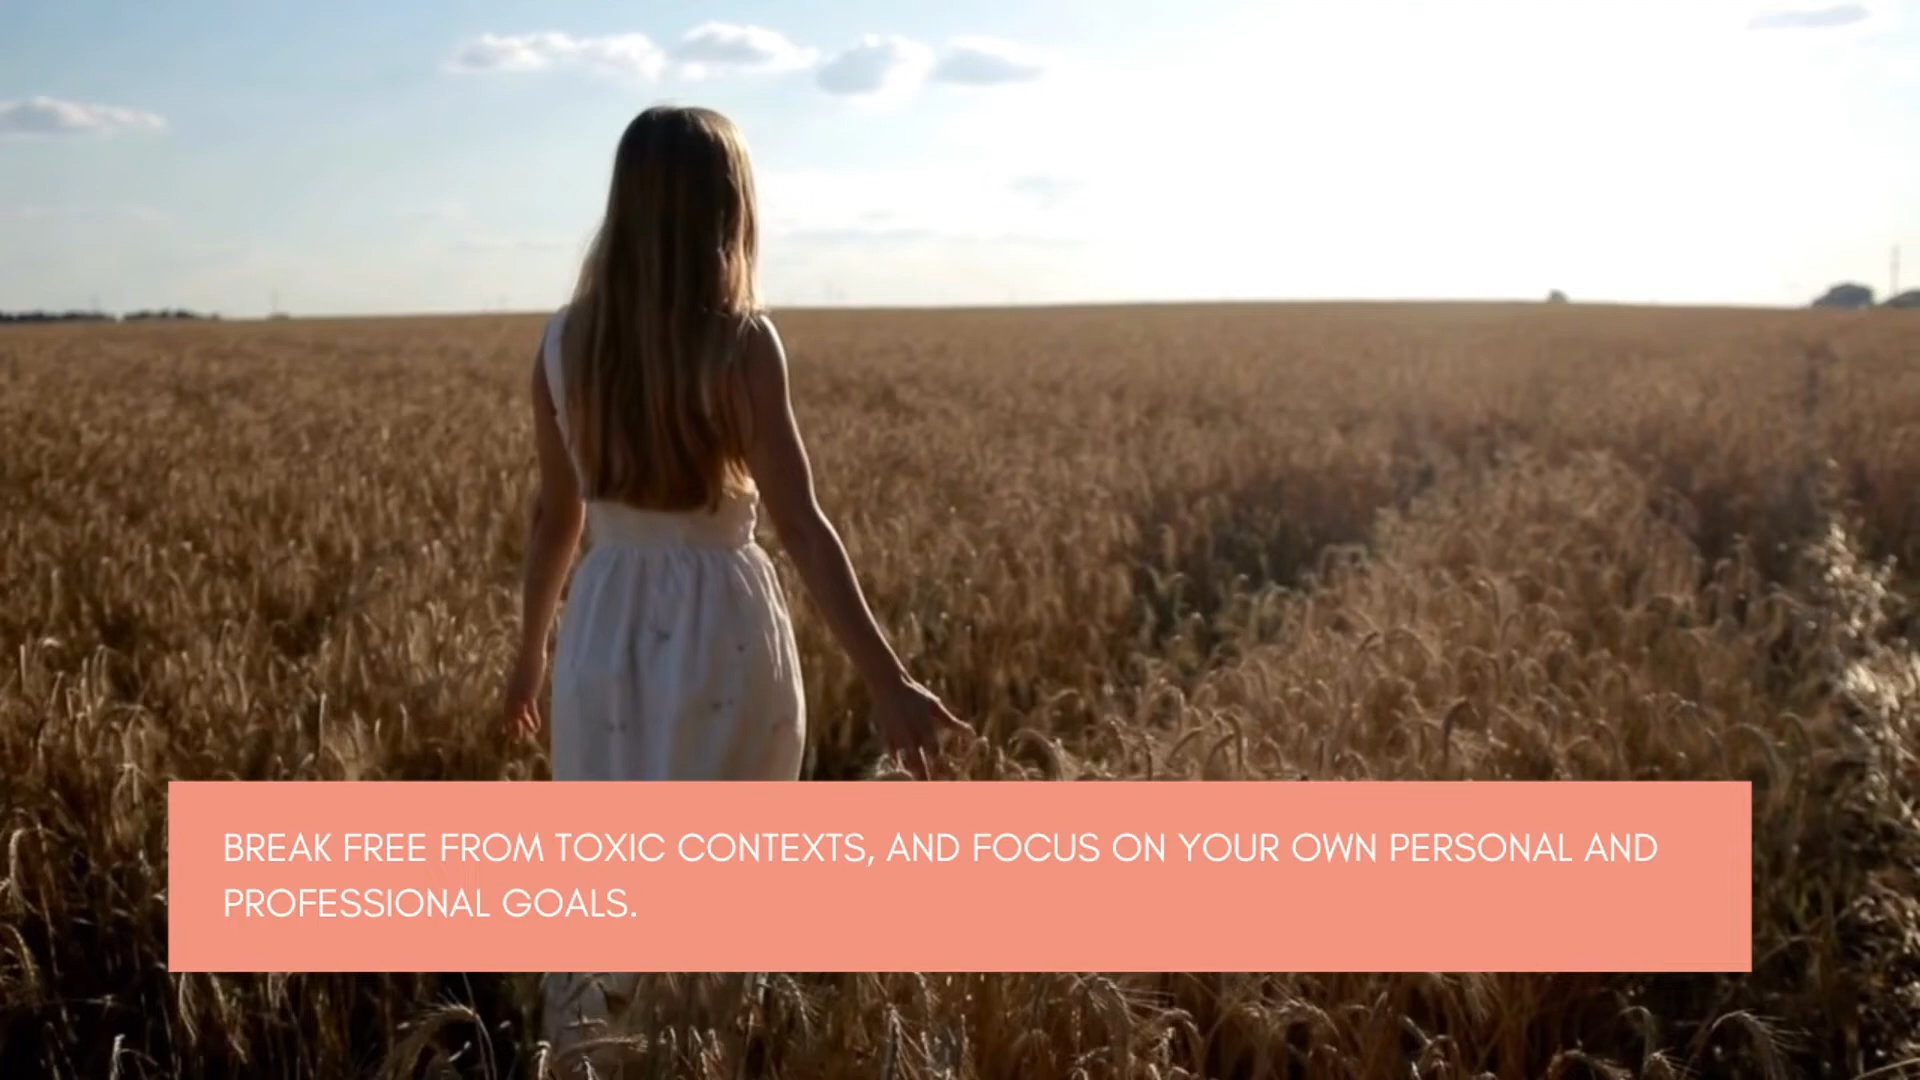 BREAK FREE FROM TOXIC CONTEXTS, AND FOCUS ON YOUR OWN PERSONAL AND
PROFESSIONAL GOALS.